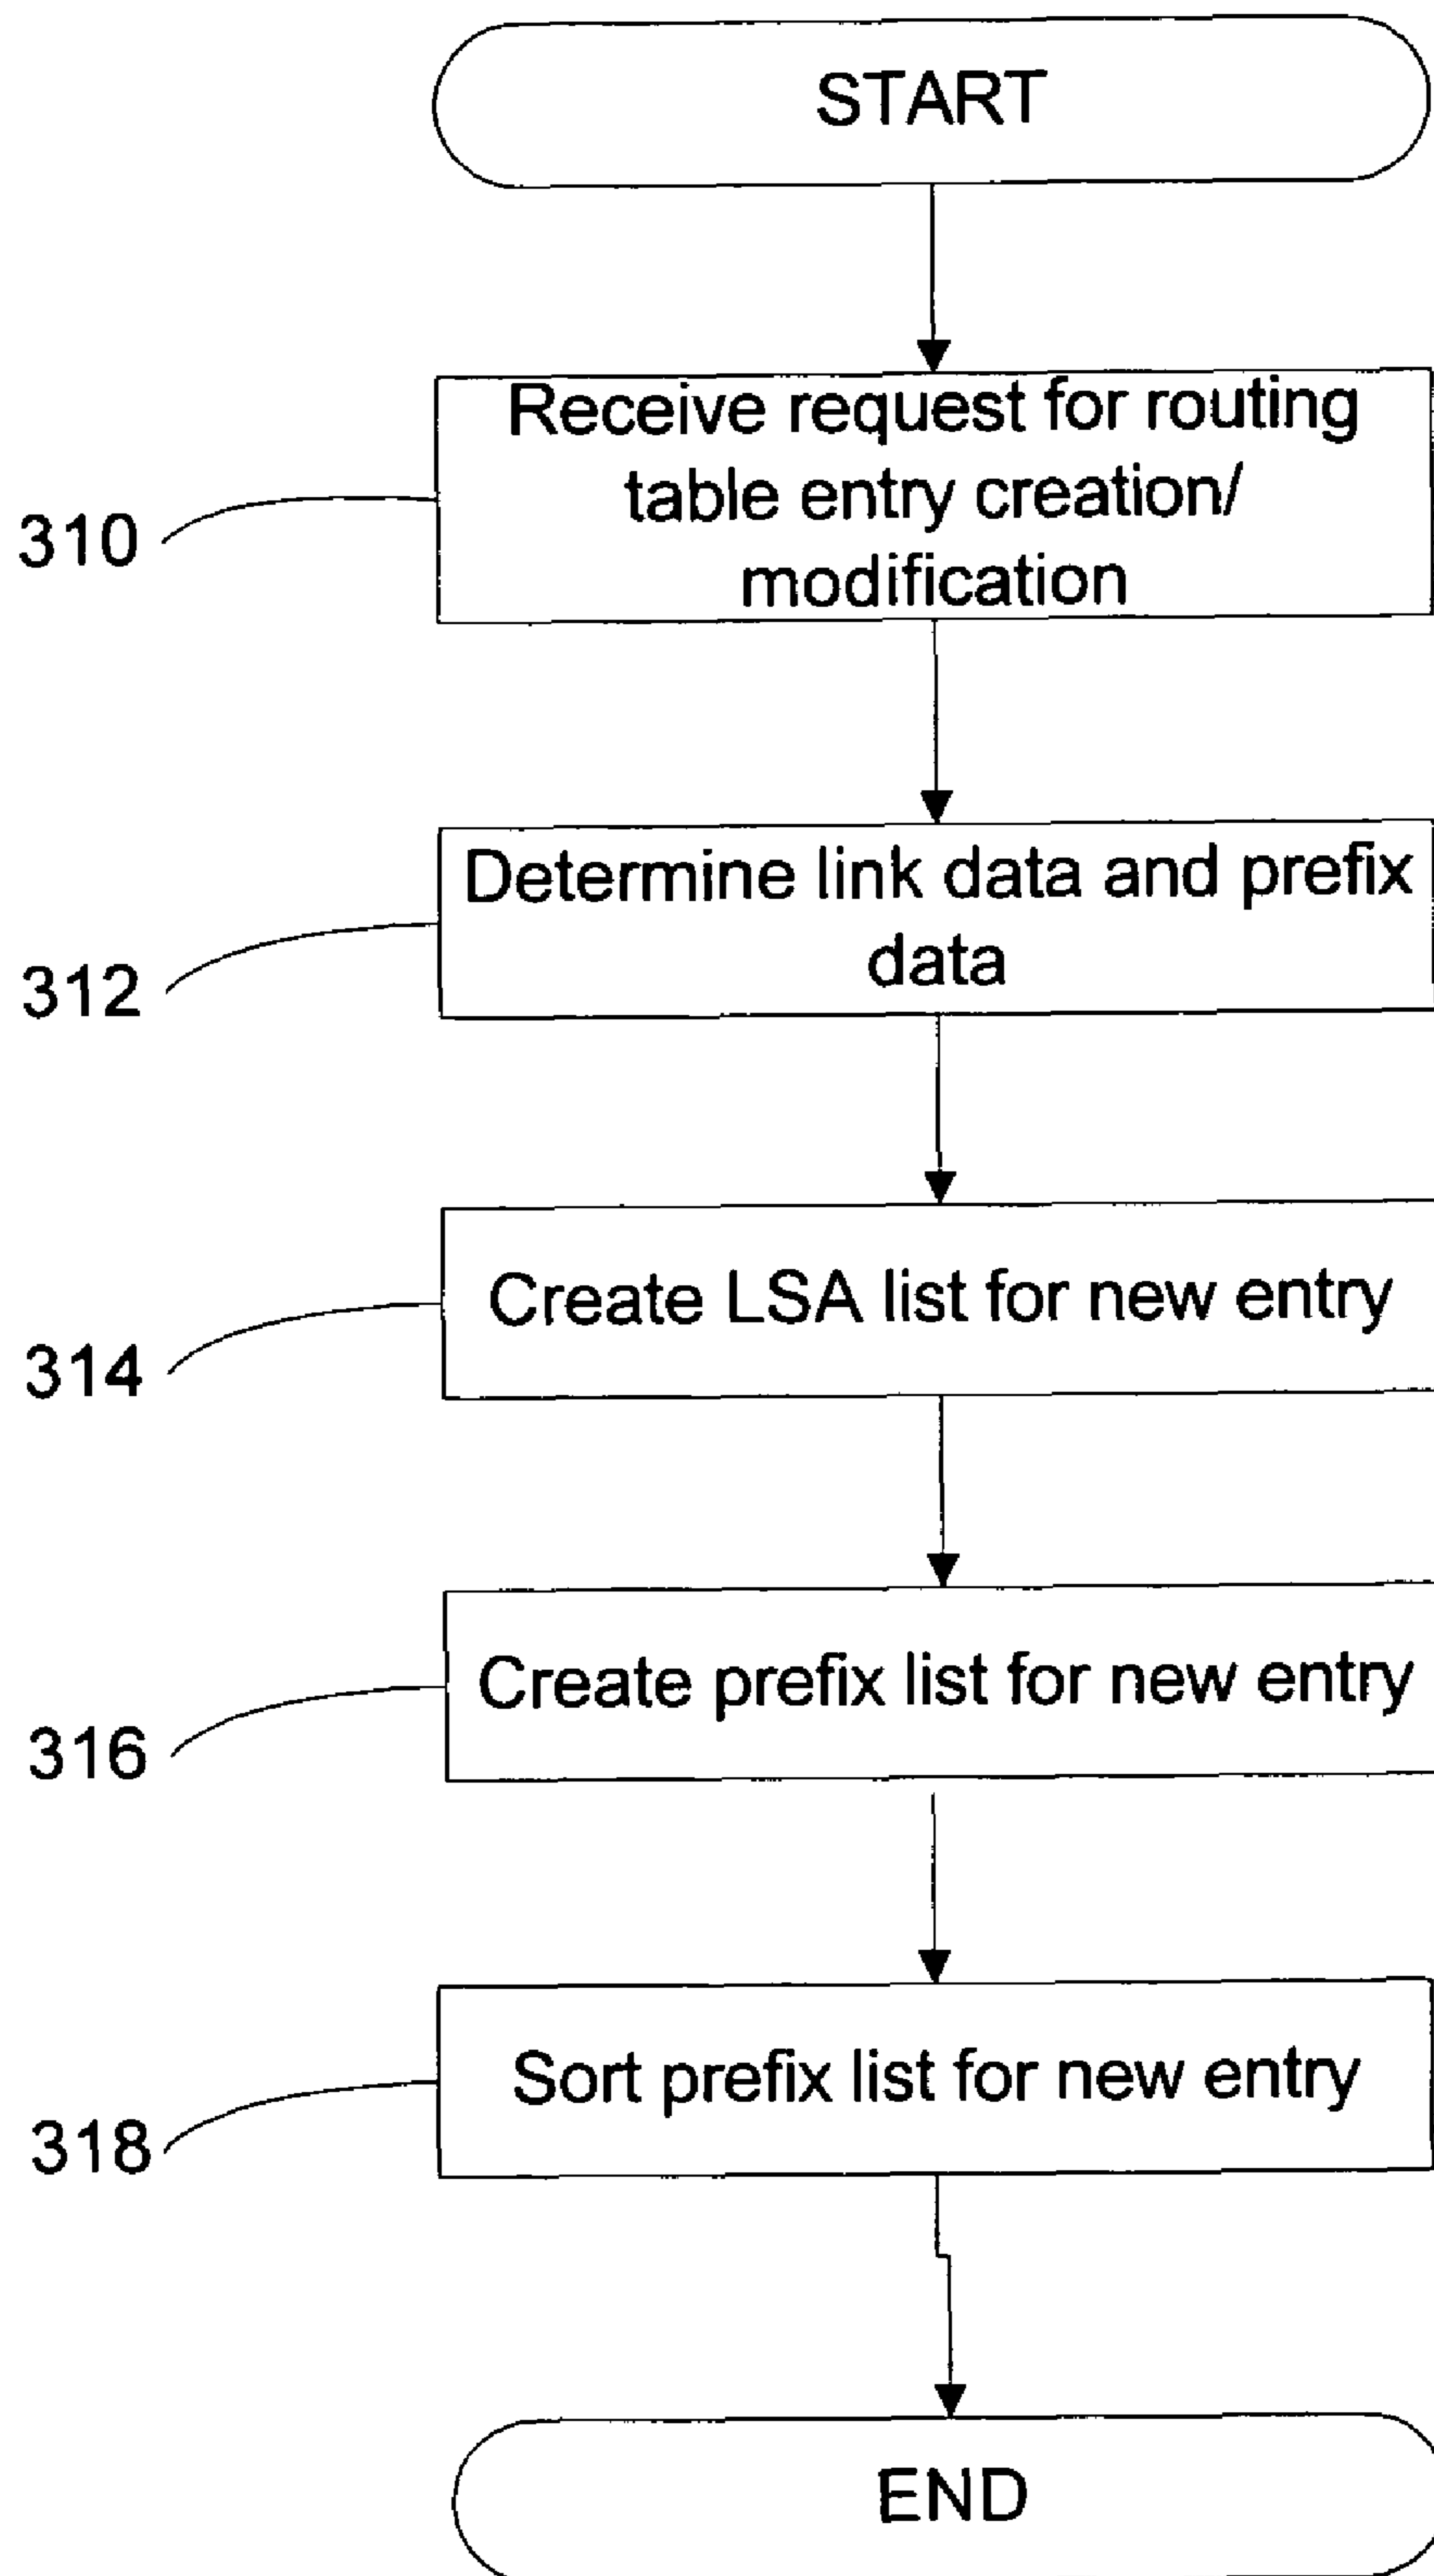 START
Receive request for routing
table entry creation/
modification
310
Determine link data and prefix
data
312
Create LSA list for new entry
314
Create prefix list for new entry
316
Sort prefix list for new entry
318
END